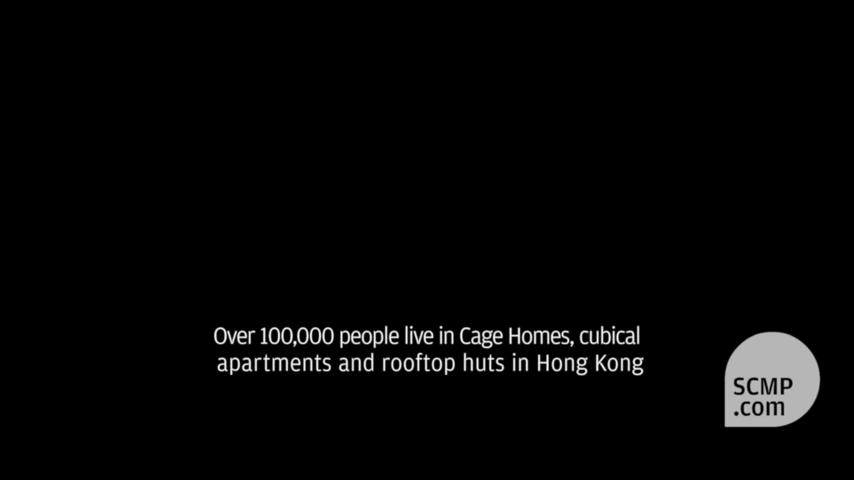 Over 100,000 people live in Cage Homes, cubical
apartments and rooftop huts in Hong Kong
SCMP
.com